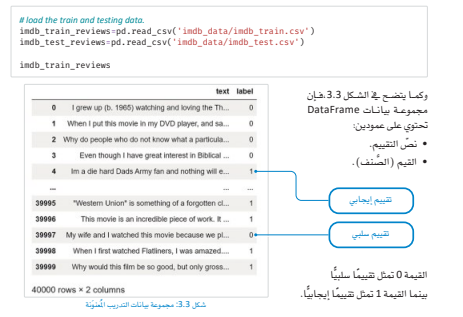 # load the train and testing data.
imdb_train_reviews=pd.read_csv('imdb_data/imdb_train.csv')
imdb_test_reviews=pd.read_csv('imdb_data/imdb_test.csv')
imdb_train_reviews
وكما يتضح في الشكل 3.3، فإن
مجموعة بيانات DataFrame
تحتوي على عمودين:
• نص التقييم.
• القيم (الصنف).
text label
0 I grew up (b. 1965) watching and loving the Th... 0
1 When I put this movie in my DVD player, and sa... 0
2 Why do people who do not know what a particula... 0
3 Even though I have great interest in Biblical ... 0
4 Im a die hard Dads Army fan and nothing will e... 1
... ... ...
39995 "Western Union" is something of a forgotten cl... 1
39996 This movie is an incredible piece of work. It ... 1
39997 My wife and I watched this movie because we pl... 0
39998 When I first watched Flatliners, I was amazed.... 1
39999 Why would this film be so good, but only gross... 1
40000 rows × 2 columns
تقييم إيجابي
تقييم سلبي
القيمة 0 تمثل تقييمًا سلبيًّا
بينما القيمة 1 تمثل تقييمًا إيجابيًّا.
شكل 3.3: مجموعة بيانات التدريب المُعنوَنة